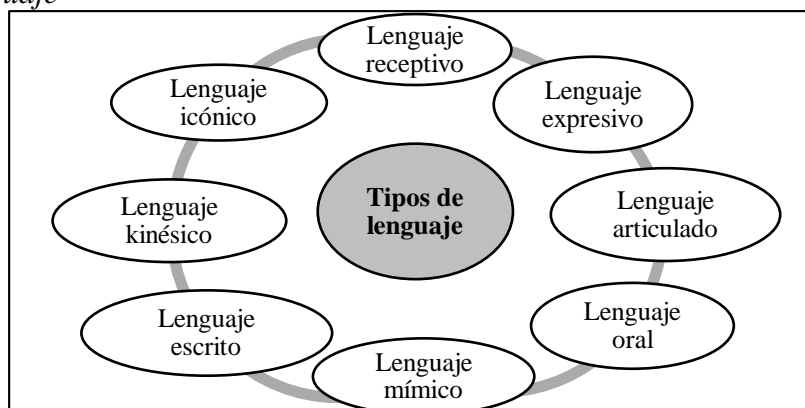 Lenguaje
receptivo
Lenguaje
expresivo
Lenguaje
articulado
Lenguaje
oral
Lenguaje
mímico
Lenguaje
escrito
Lenguaje
kinésico
Lenguaje
icónico
Tipos de
lenguaje